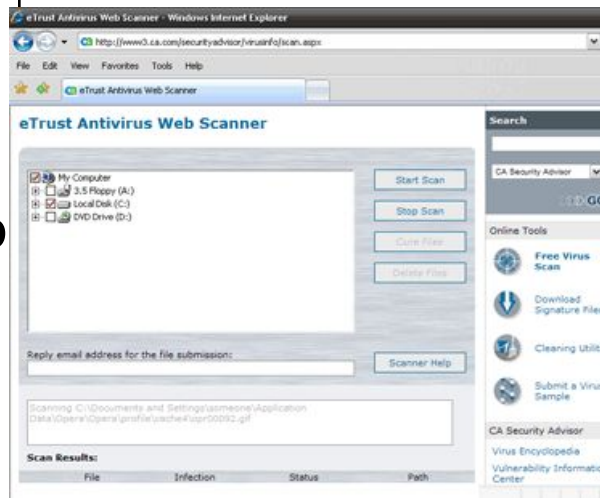 eTrust Antivirus Web Scanner - Windows Internet Explorer
http://www3.ca.com/securityadvisor/virusinfo/scan.aspx
File Edit View Favorites Tools Help
eTrust Antivirus Web Scanner
eTrust Antivirus Web Scanner
My Computer
3.5 Floppy (A:)
Local Disk (C:)
DVD Drive (D:)
Start Scan
Stop Scan
Cure Files
Delete Files
Reply email address for the file submission:
Scanner Help
Scanning C:\Documents and Settings\someone\Application
Data\Opera\Opera\profile\cache4\opr00092.gif
Scan Results:
File Infection Status Path
Search
CA Security Advisor
GO
Online Tools
Free Virus
Scan
Download
Signature File
Cleaning Utilit
Submit a Viru
Sample
CA Security Advisor
Virus Encyclopedia
Vulnerability Informatio
Center